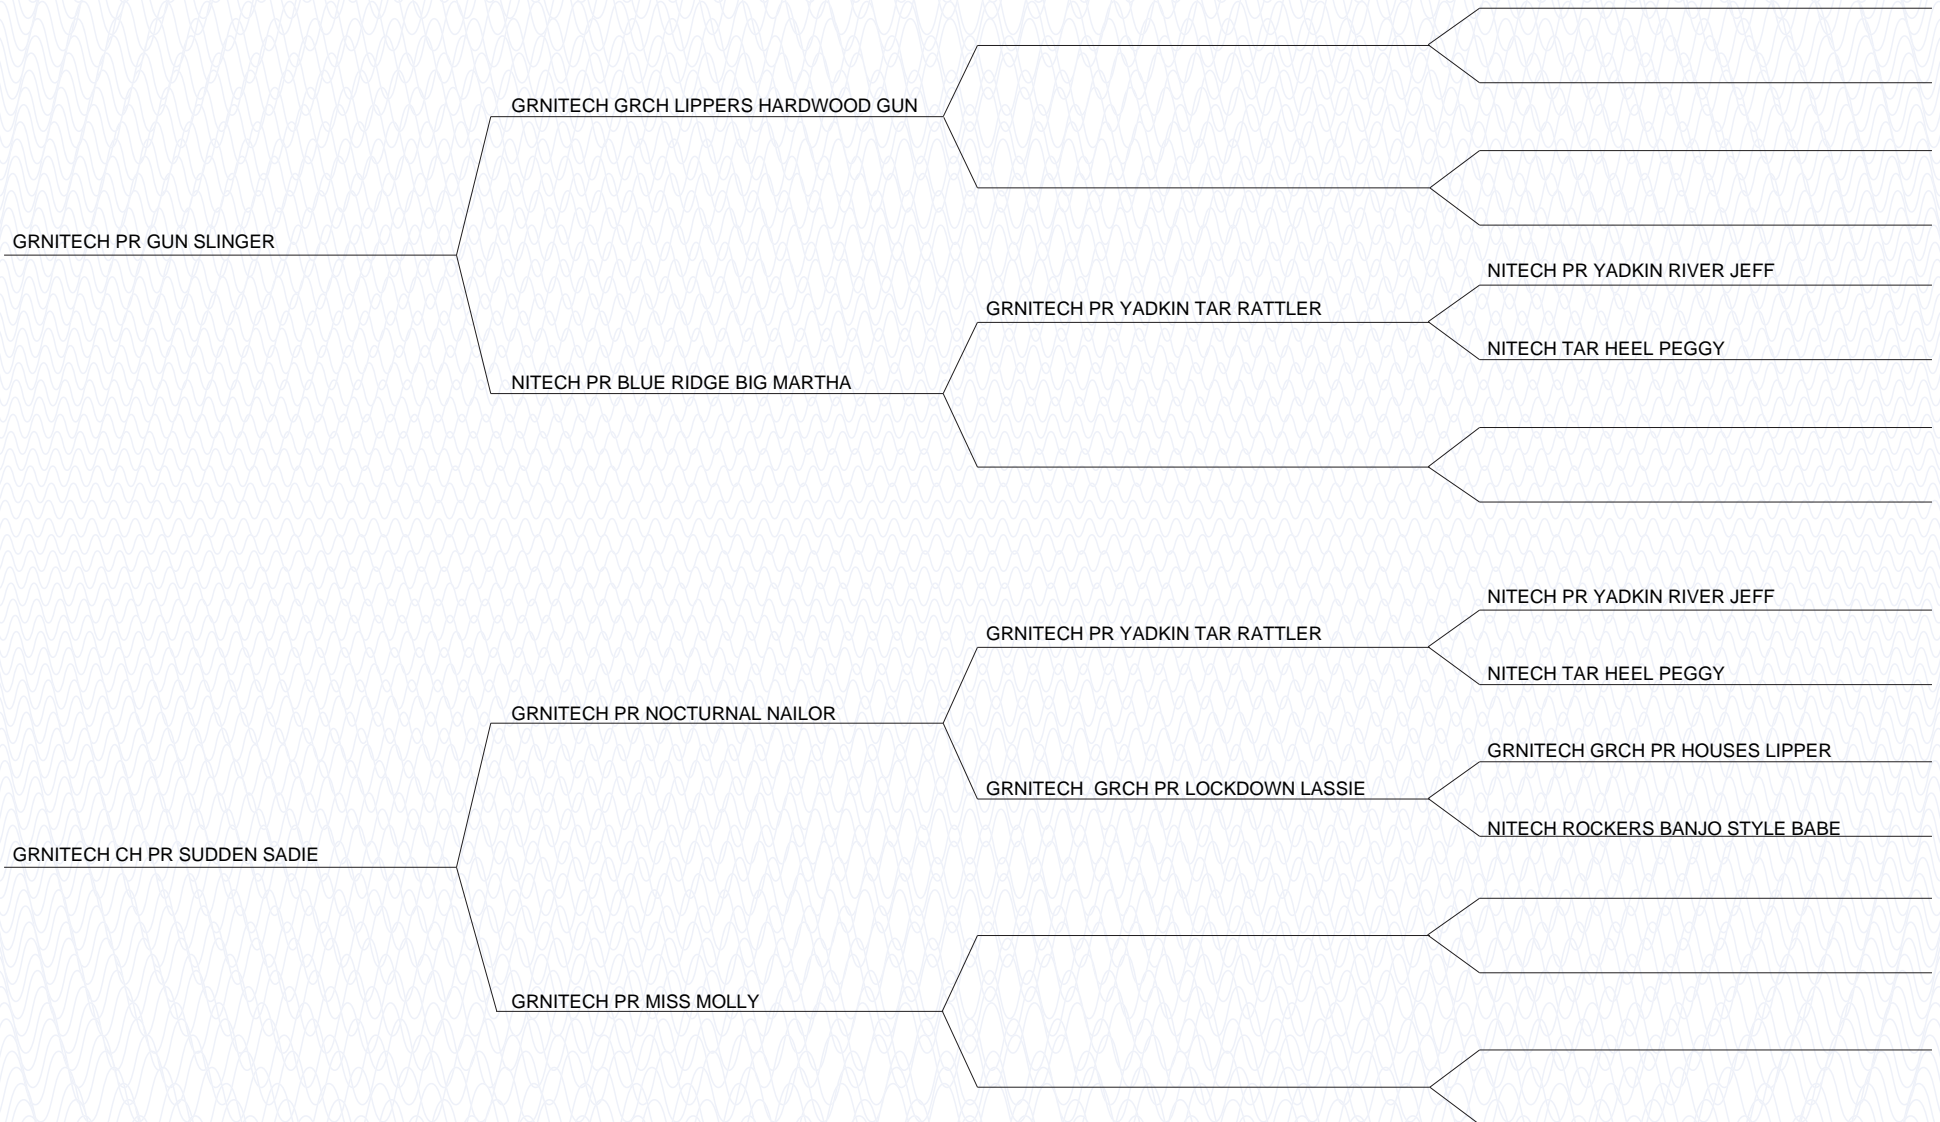 GRNITECH GRCH LIPPERS HARDWOOD GUN
GRNITECH PR GUN SLINGER
NITECH PR YADKIN RIVER JEFF
GRNITECH PR YADKIN TAR RATTLER
NITECH TAR HEEL PEGGY
NITECH PR BLUE RIDGE BIG MARTHA
NITECH PR YADKIN RIVER JEFF
GRNITECH PR YADKIN TAR RATTLER
NITECH TAR HEEL PEGGY
GRNITECH PR NOCTURNAL NAILOR
GRNITECH GRCH PR HOUSES LIPPER
GRNITECH  GRCH PR LOCKDOWN LASSIE
NITECH ROCKERS BANJO STYLE BABE
GRNITECH CH PR SUDDEN SADIE
GRNITECH PR MISS MOLLY